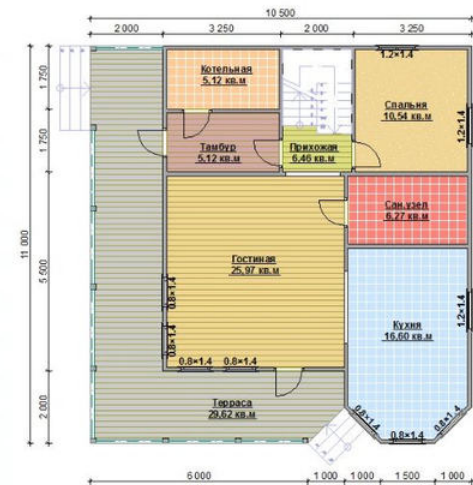 10 500
2 000 3 250 2 000 3 250
1.2×1.4
1 750
Котельная
5.12 кв.м
Спальня
10.54 кв.м
1.2×1.4
1 750
Тамбур
5.12 кв.м
Прихожая
6.46 кв.м
Сан.узел
6.27 кв.м
11 000
5 500
Гостиная
25.97 кв.м
0.8×1.4
0.8×1.4
0.8×1.4 0.8×1.4
Кухня
16.60 кв.м
1.2×1.4
2 000
Терраса
29.62 кв.м
0.8×1.4
0.8×1.4
0.8×1.4
6 000 1 000 1 000 1 500 1 000